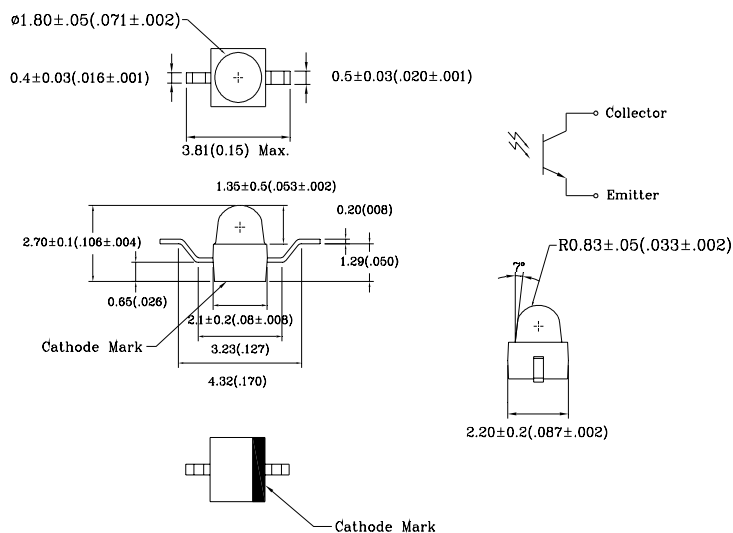 ø1.80±.05(.071±.002)
0.4±0.03(.016±.001)
0.5±0.03(.020±.001)
3.81(0.15) Max.
Collector
Emitter
1.35±0.5(.053±.002)
0.20(008)
2.70±0.1(.106±.004)
1.29(.050)
0.65(.026)
2.1±0.2(.08±.008)
Cathode Mark
3.23(.127)
4.32(.170)
R0.83±.05(.033±.002)
7°
2.20±0.2(.087±.002)
Cathode Mark